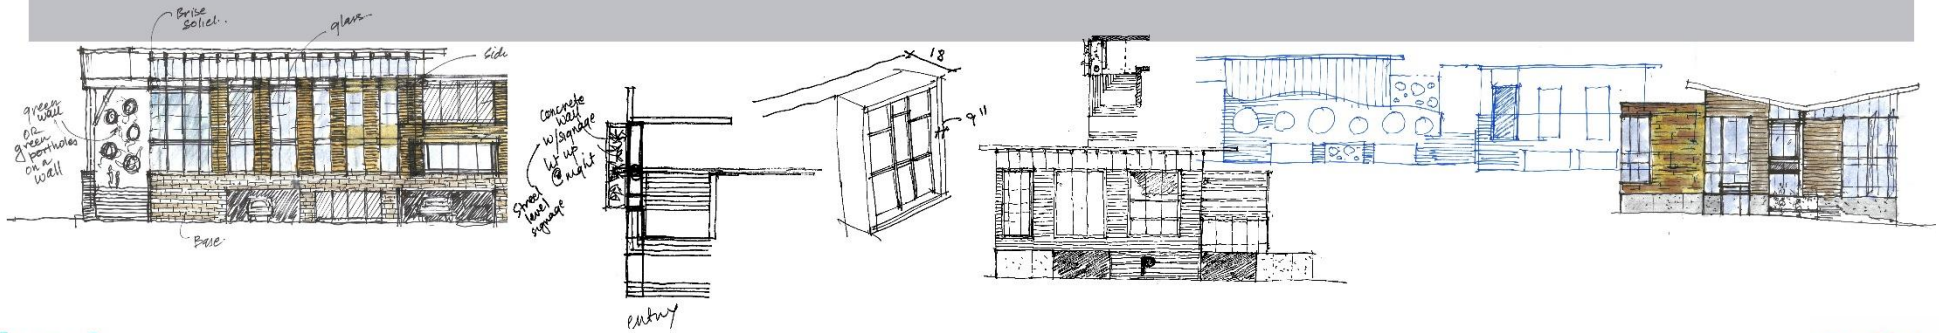 Brise
Soliel..
glass
Side
green
wall
OR
green
portholes
on a
wall
Base
concrete
wall
w/signage
lit up
@ night
Street
level
signage
entry
18
9"